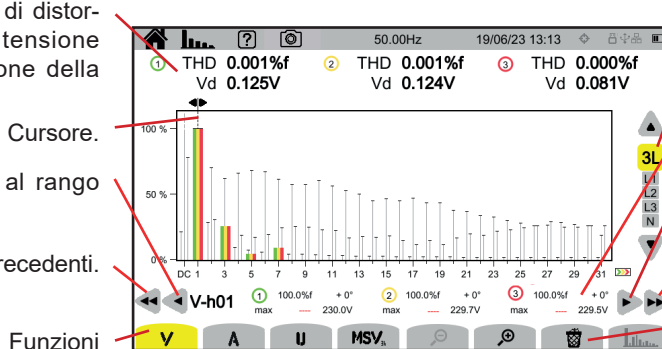 di distor-
tensione
one della
Cursore.
al rango
recedenti.
Funzioni
? 50.00Hz 19/06/23 13:13
1 THD 0.001%f 2 THD 0.001%f 3 THD 0.000%f
Vd 0.125V Vd 0.124V Vd 0.081V
100 %
50 %
0 %
DC 1 3 5 7 9 11 13 15 17 19 21 23 25 27 29 31
3L
L1
L2
L3
N
V-h01 1 100.0%f + 0° 2 100.0%f + 0° 3 100.0%f + 0°
max ---- 230.0V max ---- 229.7V max ---- 229.5V
V A U MSV